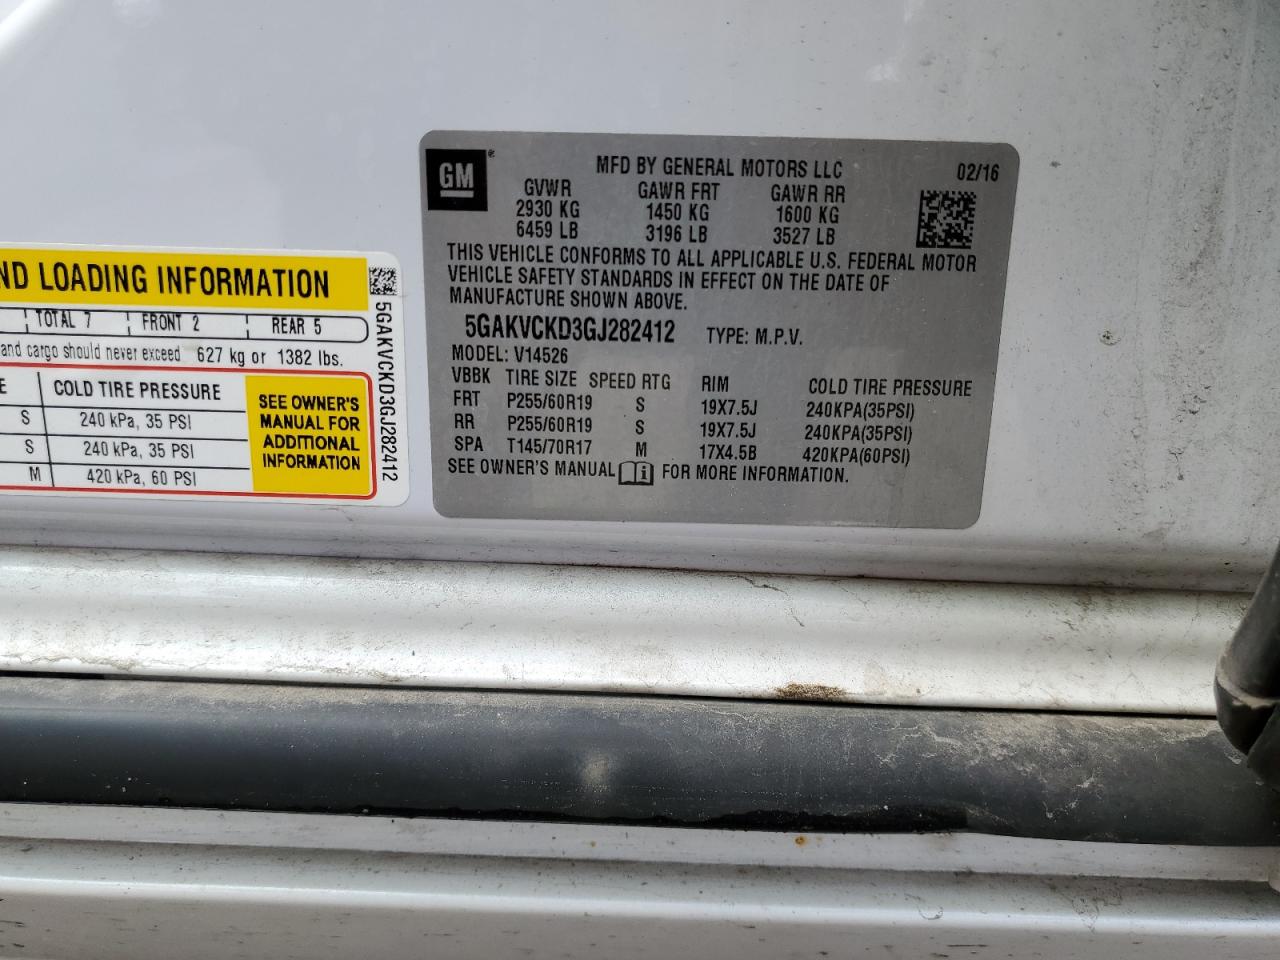 ND LOADING INFORMATION
TOTAL 7 FRONT 2 REAR 5
and cargo should never exceed 627 kg or 1382 lbs.
E COLD TIRE PRESSURE
S 240 kPa, 35 PSI
S 240 kPa, 35 PSI
M 420 kPa, 60 PSI
SEE OWNER'S
MANUAL FOR
ADDITIONAL
INFORMATION
5GAKVCKD3GJ282412
GM ®
MFD BY GENERAL MOTORS LLC 02/16
GVWR GAWR FRT GAWR RR
2930 KG 1450 KG 1600 KG
6459 LB 3196 LB 3527 LB
THIS VEHICLE CONFORMS TO ALL APPLICABLE U.S. FEDERAL MOTOR
VEHICLE SAFETY STANDARDS IN EFFECT ON THE DATE OF
MANUFACTURE SHOWN ABOVE.
5GAKVCKD3GJ282412 TYPE: M.P.V.
MODEL: V14526
VBBK TIRE SIZE SPEED RTG RIM COLD TIRE PRESSURE
FRT P255/60R19 S 19X7.5J 240KPA(35PSI)
RR P255/60R19 S 19X7.5J 240KPA(35PSI)
SPA T145/70R17 M 17X4.5B 420KPA(60PSI)
SEE OWNER'S MANUAL FOR MORE INFORMATION.